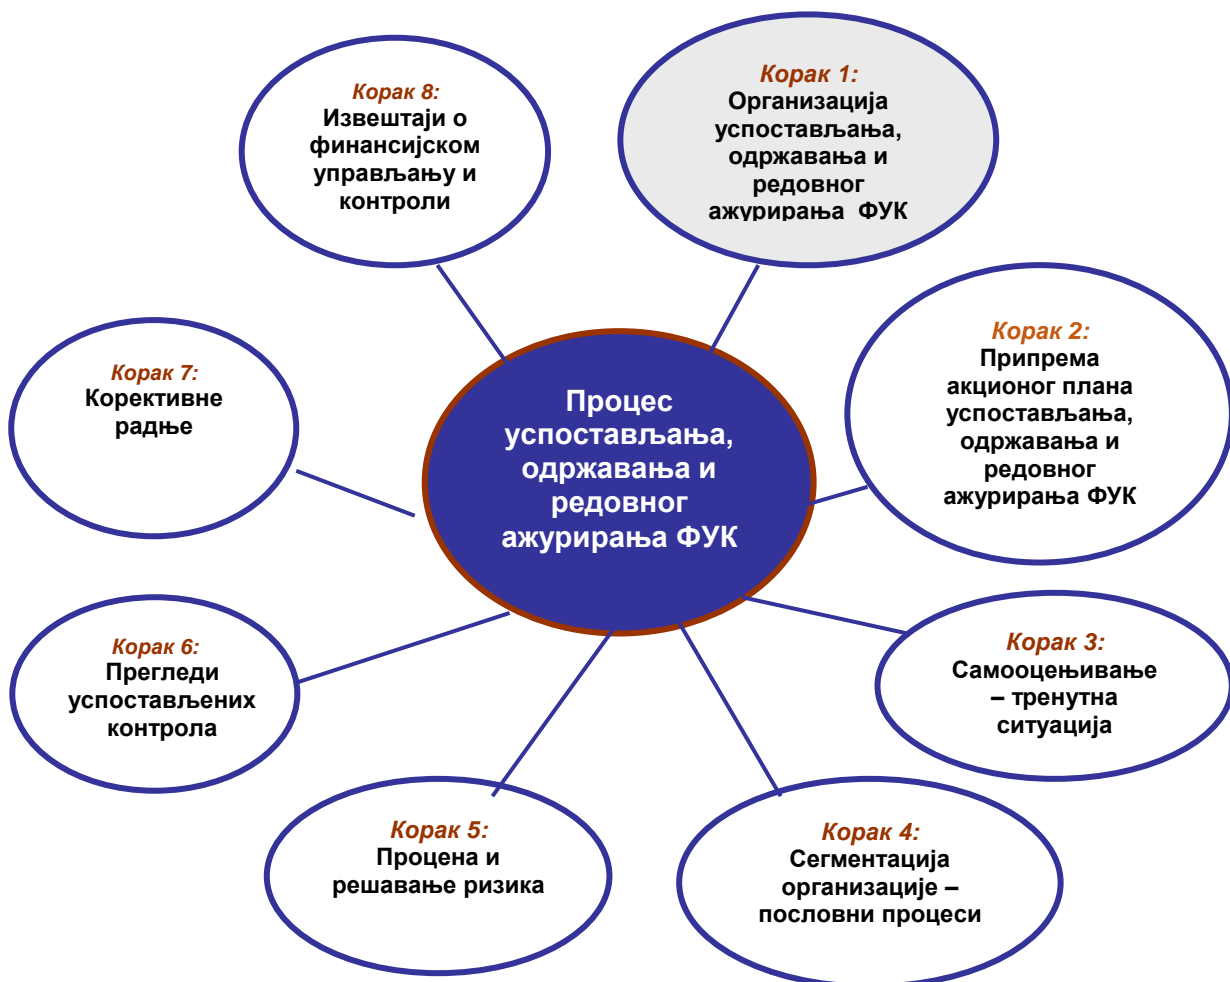 Корак 1:
Организација
успостављања,
одржавања и
редовног
ажурирања ФУК
Корак 2:
Припрема
акционог плана
успостављања,
одржавања и
редовног
ажурирања ФУК
Корак 3:
Самооцењивање
– тренутна
ситуација
Корак 4:
Сегментација
организације –
пословни процеси
Корак 5:
Процена и
решавање ризика
Корак 6:
Прегледи
успостављених
контрола
Корак 7:
Корективне
радње
Корак 8:
Извештаји о
финансијском
управљању и
контроли
Процес
успостављања,
одржавања и
редовног
ажурирања ФУК